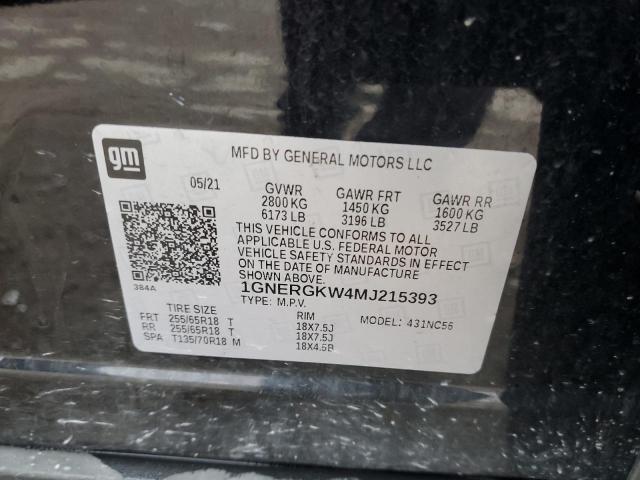 gm
MFD BY GENERAL MOTORS LLC
05/21 GVWR GAWR FRT GAWR RR
2800 KG 1450 KG 1600 KG
6173 LB 3196 LB 3527 LB
THIS VEHICLE CONFORMS TO ALL
APPLICABLE U.S. FEDERAL MOTOR
VEHICLE SAFETY STANDARDS IN EFFECT
ON THE DATE OF MANUFACTURE
SHOWN ABOVE.
384A
1GNERGKW4MJ215393
TYPE: M.P.V. MODEL: 431NC56
TIRE SIZE RIM
FRT 255/65R18 T 18X7.5J
RR 255/65R18 T 18X7.5J
SPA T135/70R18 M 18X4.5B